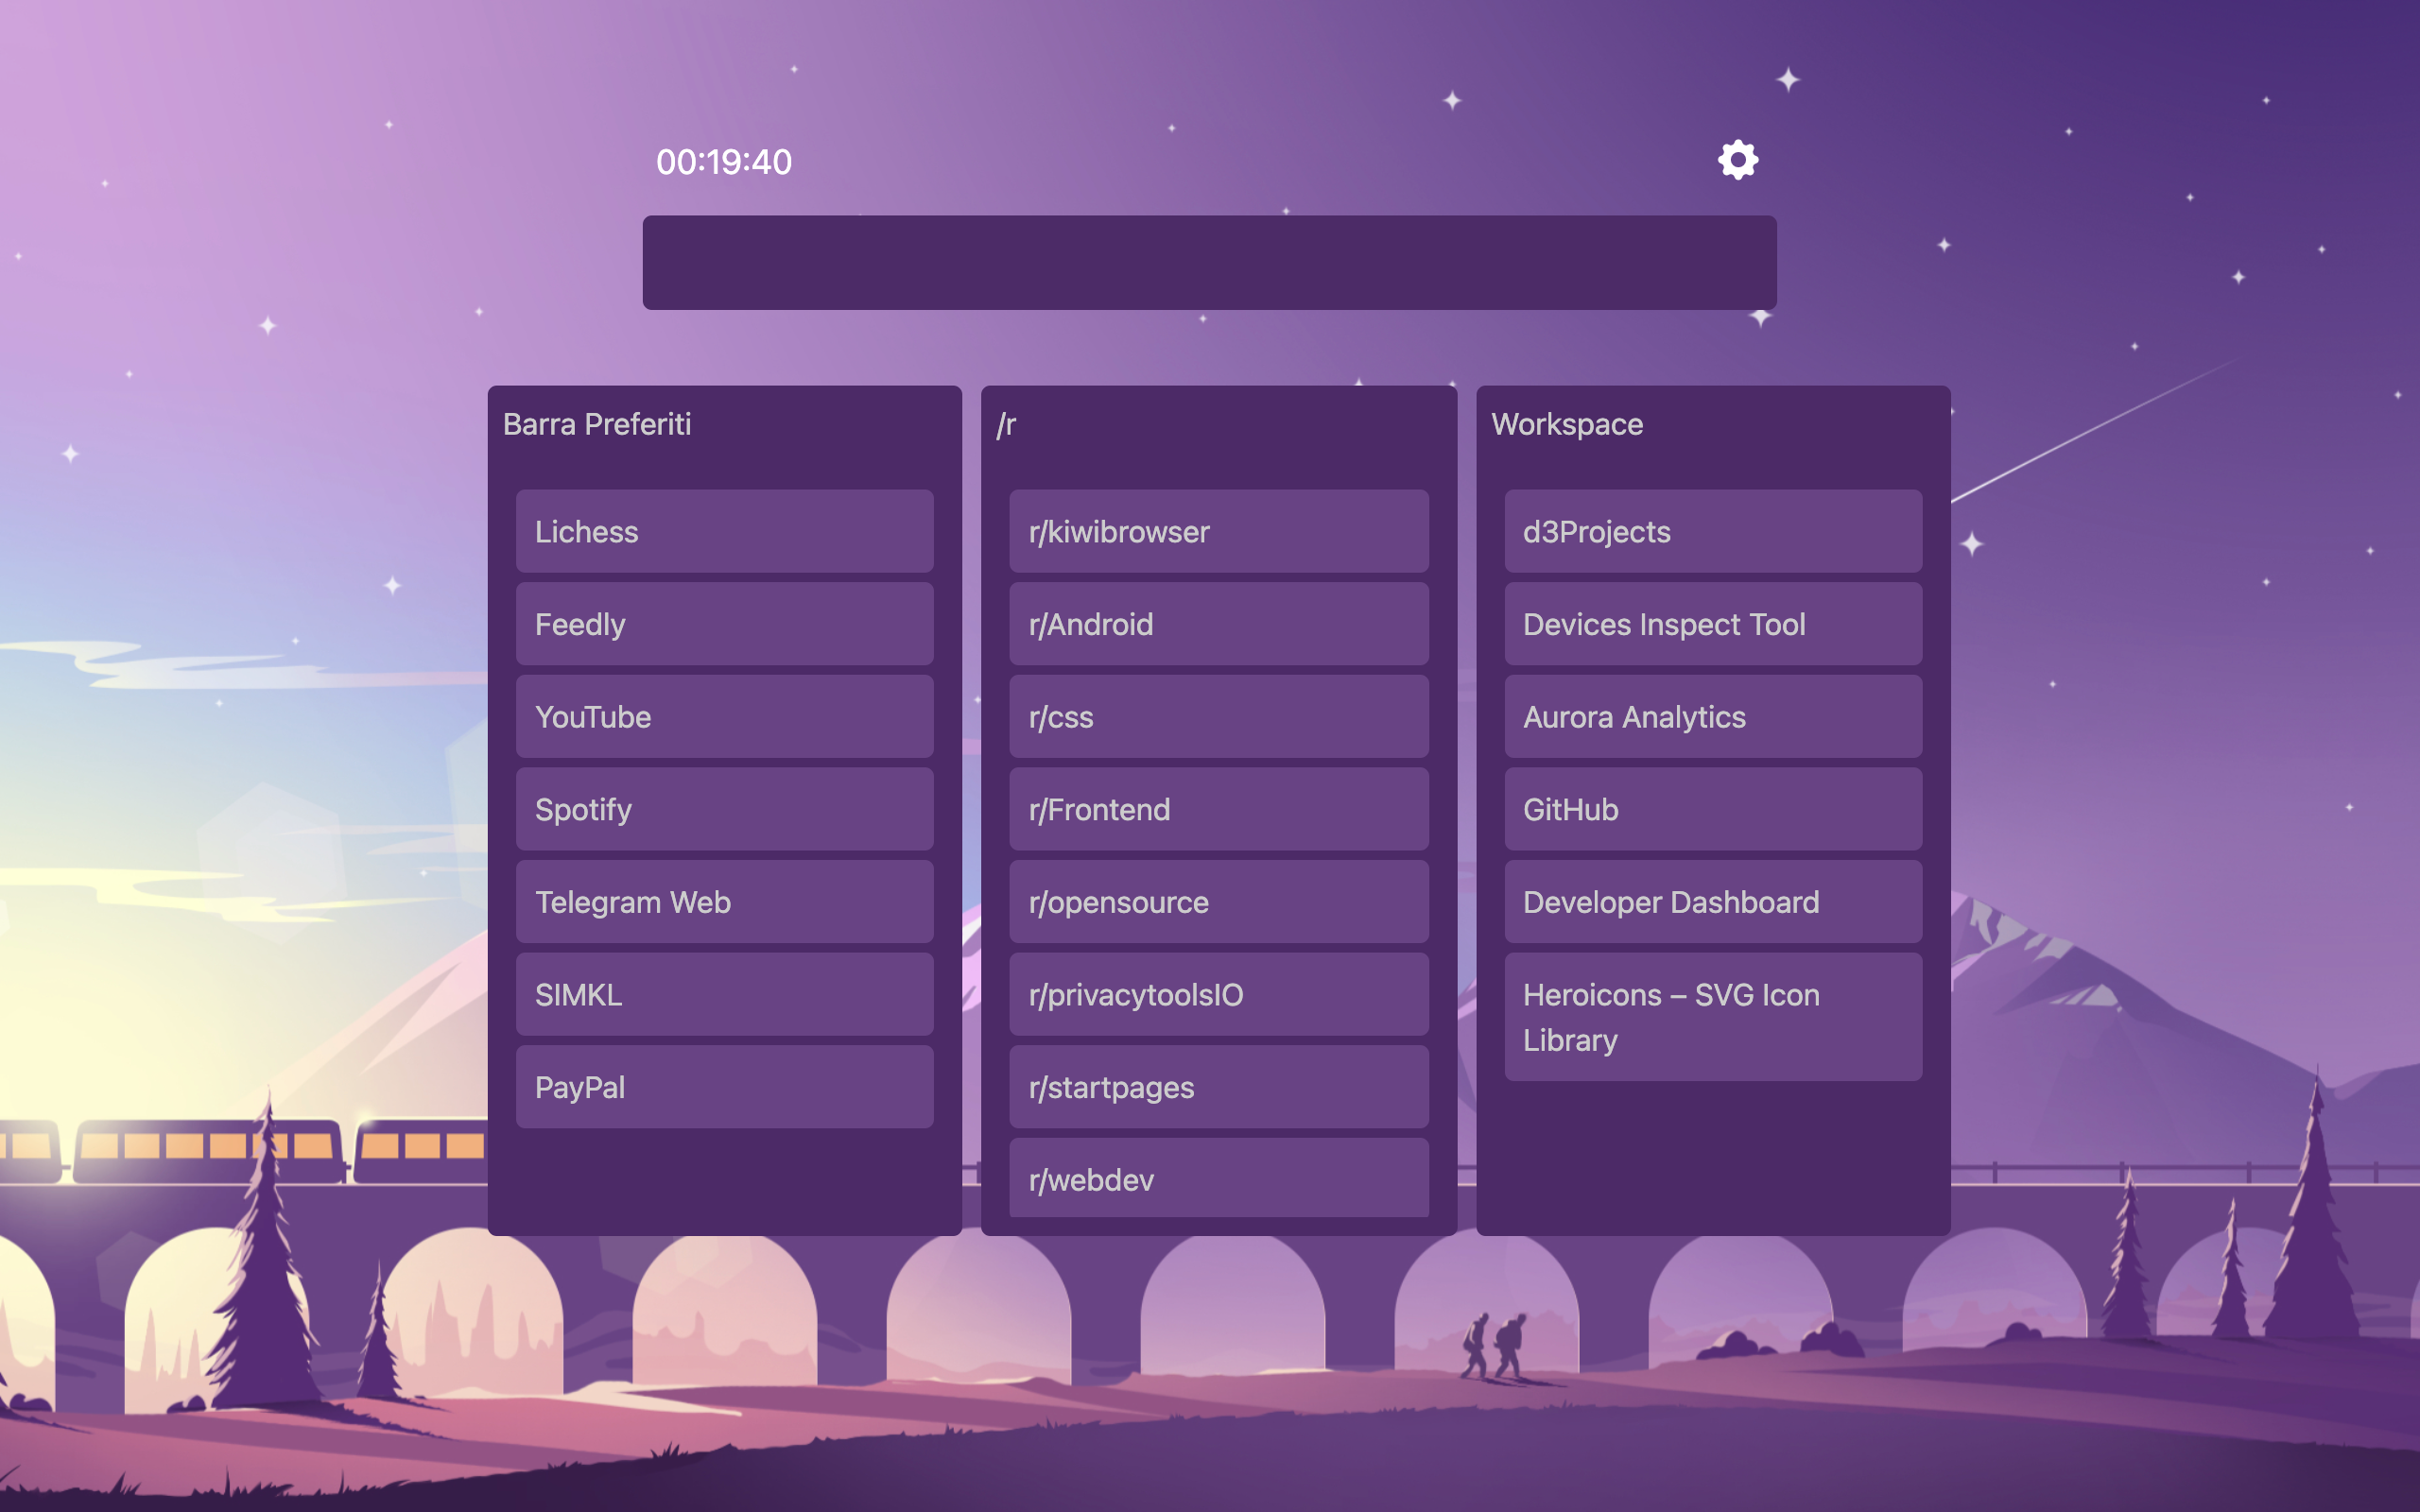 00:19:40
Barra Preferiti
Lichess
Feedly
YouTube
Spotify
Telegram Web
SIMKL
PayPal
/r
r/kiwibrowser
r/Android
r/css
r/Frontend
r/opensource
r/privacytoolsIO
r/startpages
r/webdev
Workspace
d3Projects
Devices Inspect Tool
Aurora Analytics
GitHub
Developer Dashboard
Heroicons – SVG Icon
Library